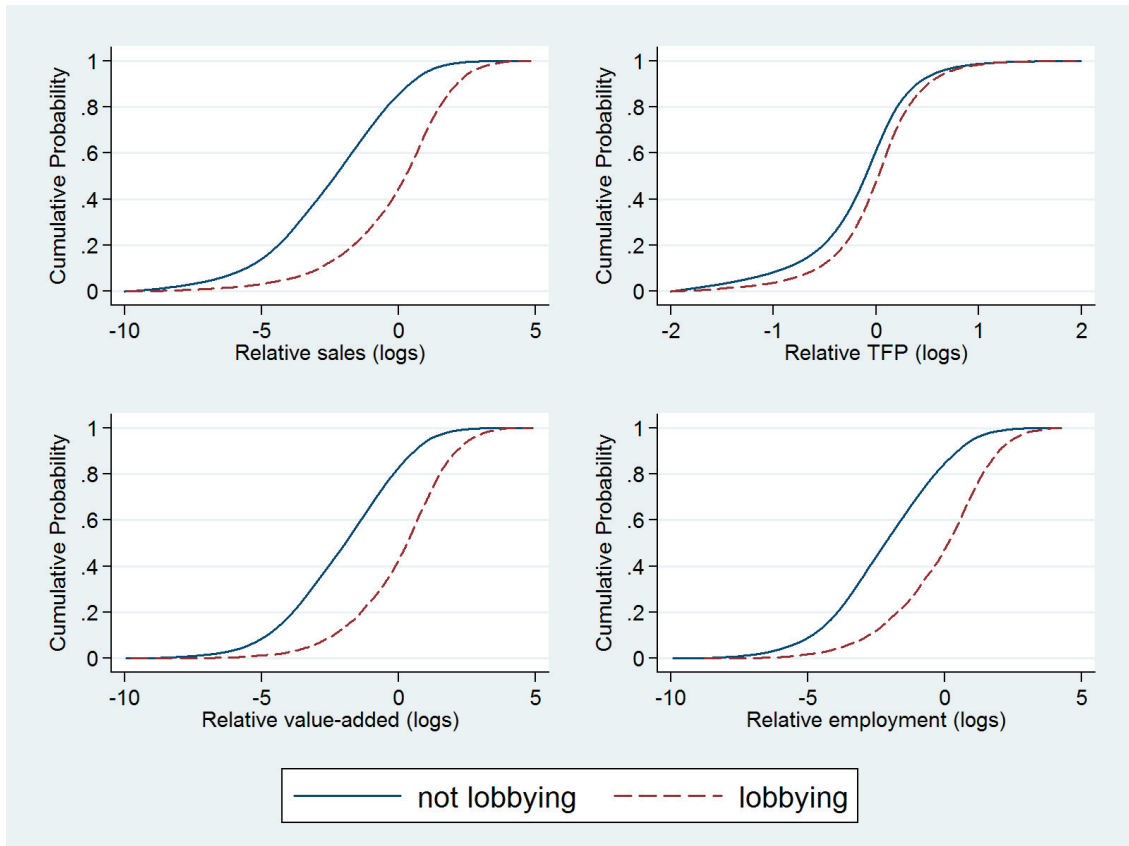 Cumulative Probability
1
.8
.6
.4
.2
0
-10 -5 0 5
Relative sales (logs)
Cumulative Probability
1
.8
.6
.4
.2
0
-2 -1 0 1 2
Relative TFP (logs)
Cumulative Probability
1
.8
.6
.4
.2
0
-10 -5 0 5
Relative value-added (logs)
Cumulative Probability
1
.8
.6
.4
.2
0
-10 -5 0 5
Relative employment (logs)
not lobbying lobbying